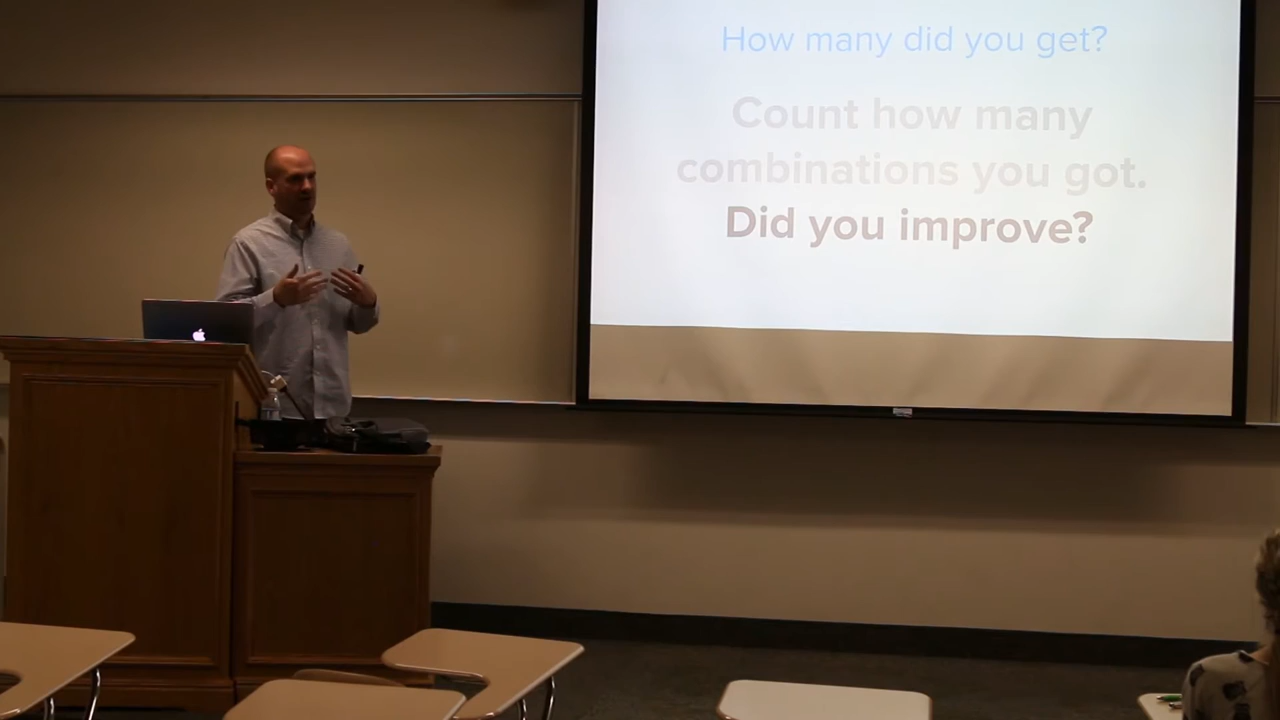 How many did you get?
Count how many
combinations you got.
Did you improve?